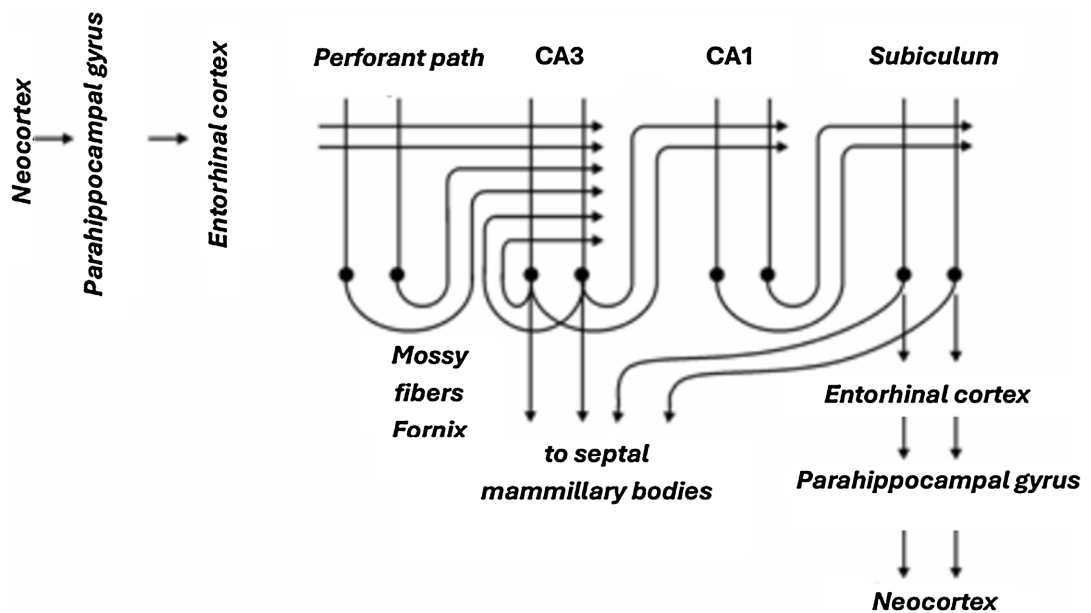 Neocortex
Parahippocampal gyrus
Entorhinal cortex
Perforant path
CA3
CA1
Subiculum
Mossy
fibers
Fornix
to septal
mammillary bodies
Entorhinal cortex
Parahippocampal gyrus
Neocortex